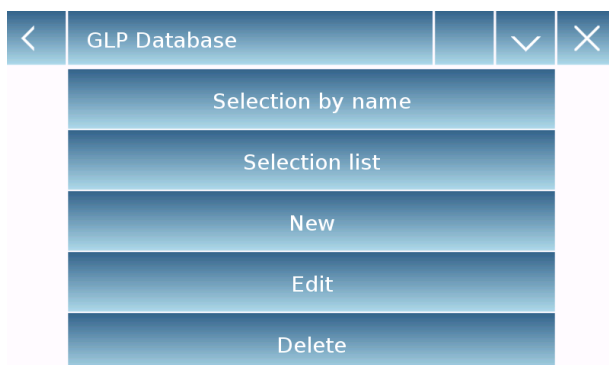 GLP Database
Selection by name
Selection list
New
Edit
Delete